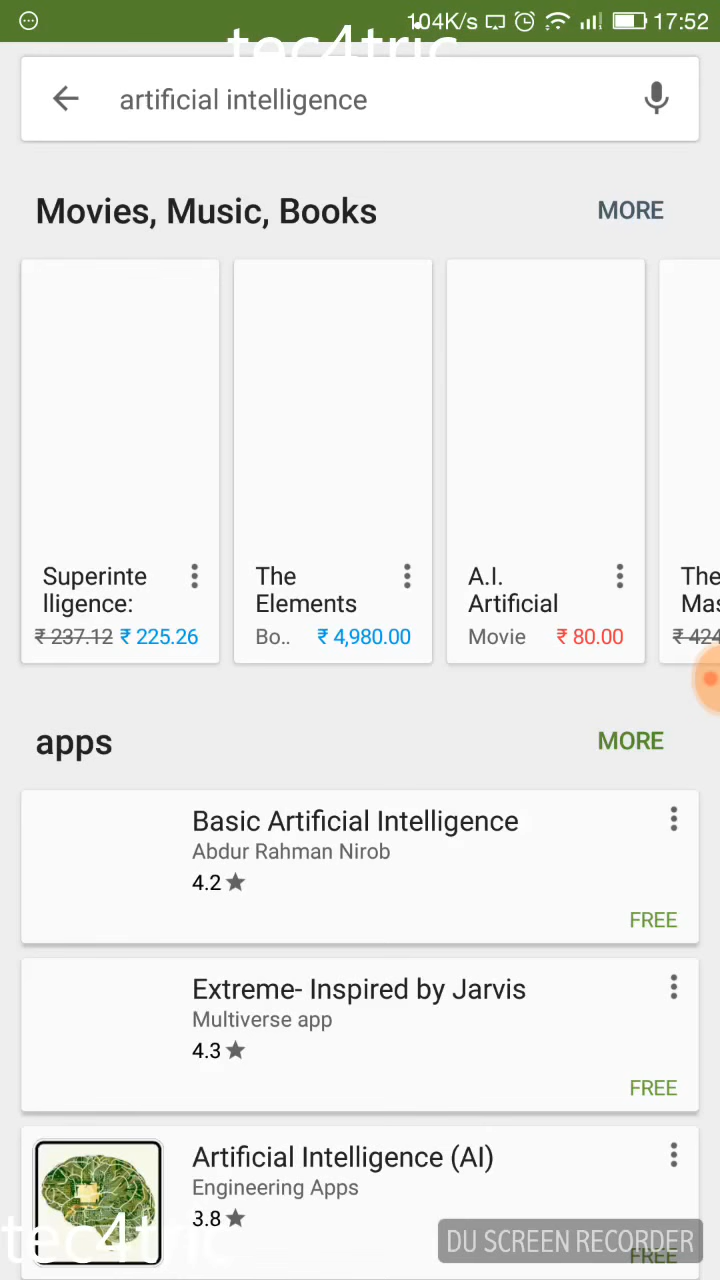 104K/s 17:52
tec4tric
artificial intelligence
Movies, Music, Books MORE
Superinte
lligence:
₹ 237.12 ₹ 225.26
The
Elements
Bo.. ₹ 4,980.00
A.I.
Artificial
Movie ₹ 80.00
The
Mas
₹ 424
apps MORE
Basic Artificial Intelligence
Abdur Rahman Nirob
4.2
FREE
Extreme- Inspired by Jarvis
Multiverse app
4.3
FREE
Artificial Intelligence (AI)
Engineering Apps
3.8
tec4tric
DU SCREEN RECORDER
FREE